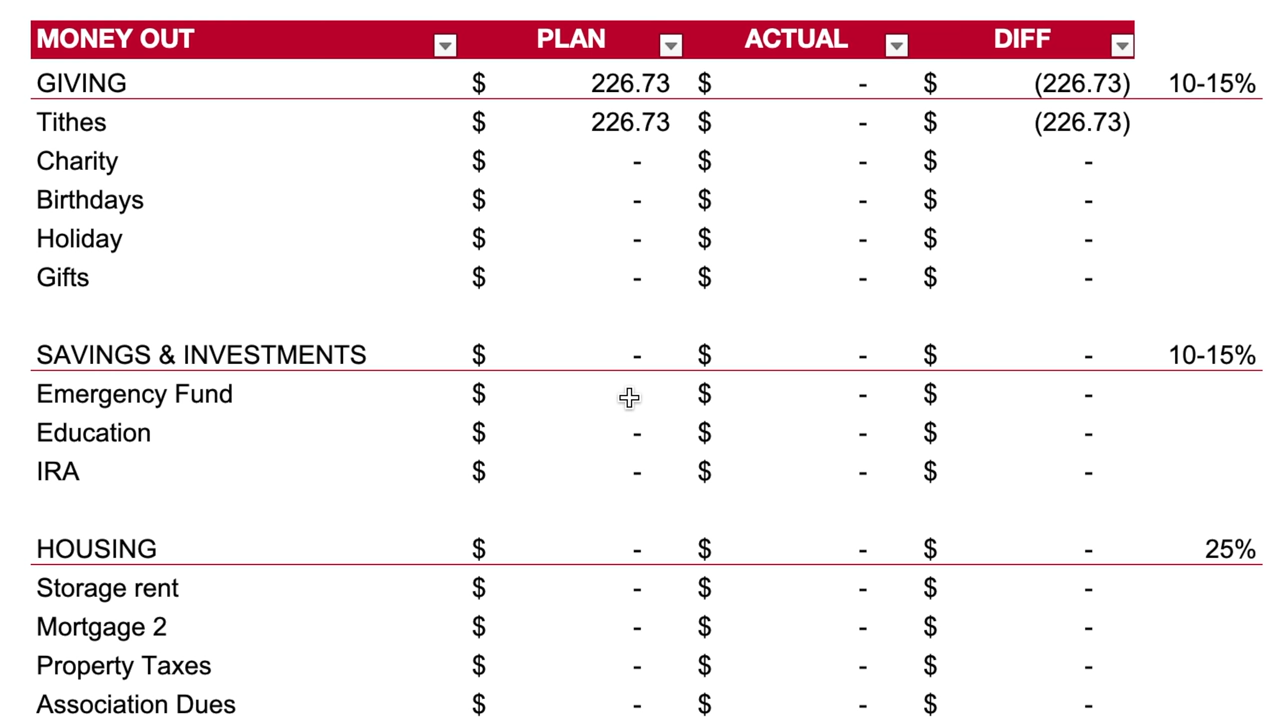 MONEY OUT PLAN ACTUAL DIFF
GIVING $ 226.73 $ - $ (226.73) 10-15%
Tithes $ 226.73 $ - $ (226.73)
Charity $ - $ - $ -
Birthdays $ - $ - $ -
Holiday $ - $ - $ -
Gifts $ - $ - $ -
SAVINGS & INVESTMENTS $ - $ - $ - 10-15%
Emergency Fund $ $ - $ -
Education $ - $ - $ -
IRA $ - $ - $ -
HOUSING $ - $ - $ - 25%
Storage rent $ - $ - $ -
Mortgage 2 $ - $ - $ -
Property Taxes $ - $ - $ -
Association Dues $ - $ - $ -